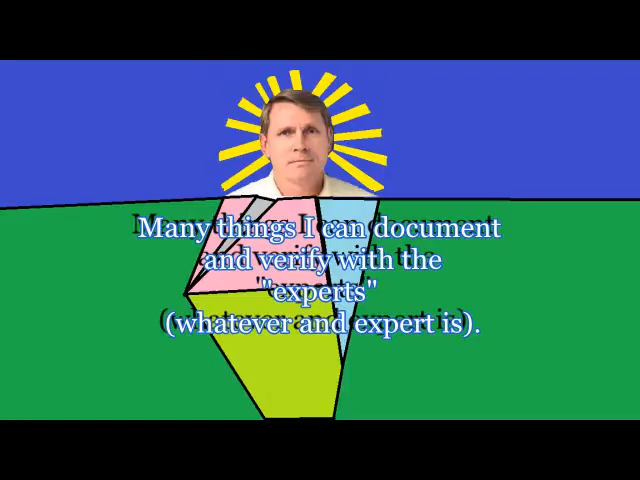 Many things I can document
and verify with the
"experts"
(whatever and expert is).